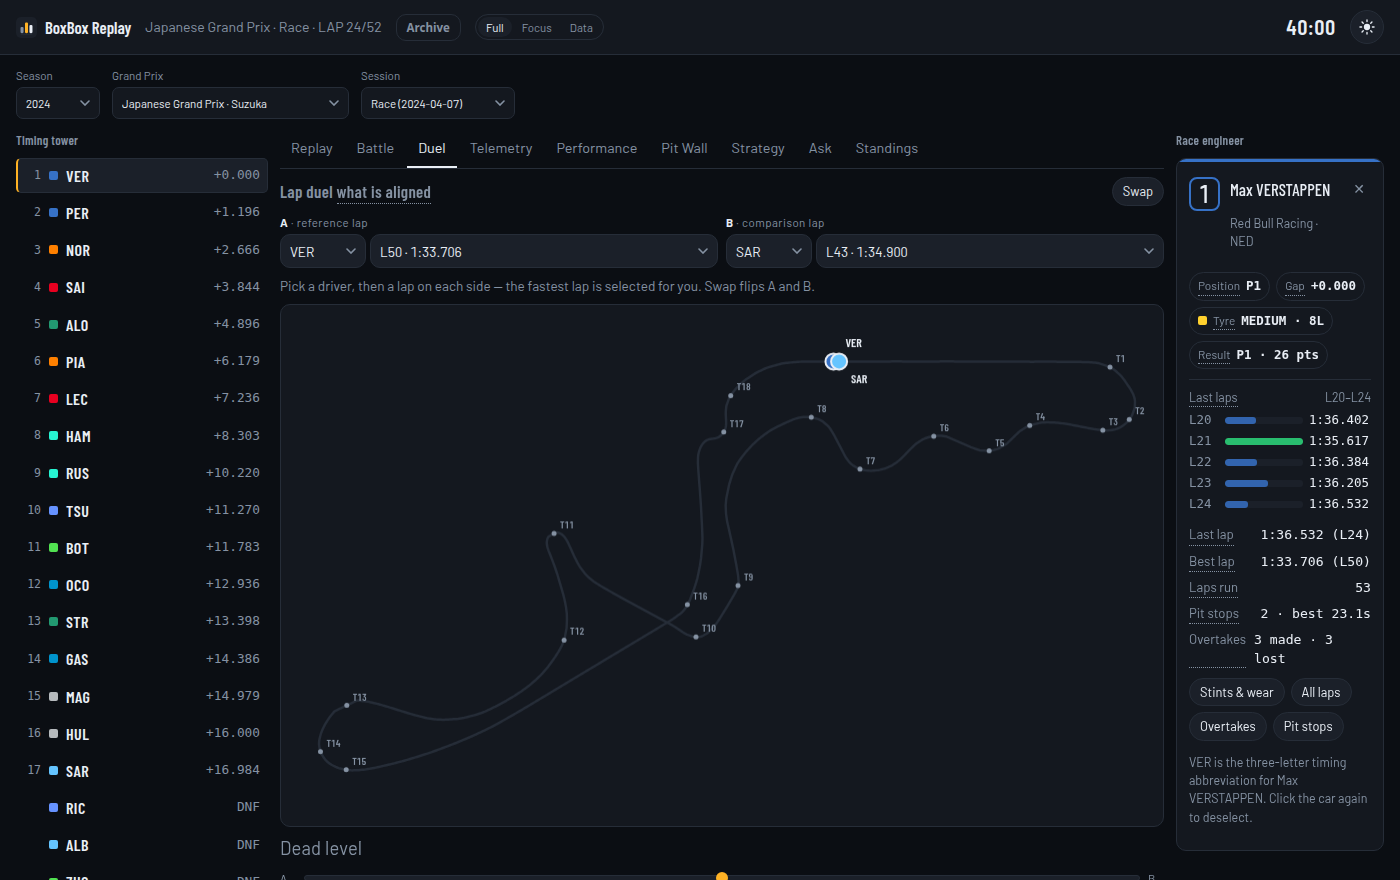 BoxBox Replay Japanese Grand Prix · Race · LAP 24/52 Archive Full Focus Data 40:00
Season Grand Prix Session
2024 Japanese Grand Prix · Suzuka Race (2024-04-07)
Timing tower
1 VER +0.000
2 PER +1.196
3 NOR +2.666
4 SAI +3.844
5 ALO +4.896
6 PIA +6.179
7 LEC +7.236
8 HAM +8.303
9 RUS +10.220
10 TSU +11.270
11 BOT +11.783
12 OCO +12.936
13 STR +13.398
14 GAS +14.386
15 MAG +14.979
16 HUL +16.000
17 SAR +16.984
RIC DNF
ALB DNF
ZHO DNF
Replay Battle Duel Telemetry Performance Pit Wall Strategy Ask Standings
Lap duel what is aligned Swap
A · reference lap B · comparison lap
VER L50 · 1:33.706 SAR L43 · 1:34.900
Pick a driver, then a lap on each side — the fastest lap is selected for you. Swap flips A and B.
VER
SAR
T1
T2
T3
T4
T5
T6
T7
T8
T9
T10
T11
T12
T13
T14
T15
T16
T17
T18
Dead level
A B
Race engineer
1 Max VERSTAPPEN ✕
Red Bull Racing ·
NED
Position P1 Gap +0.000
Tyre MEDIUM · 8L
Result P1 · 26 pts
Last laps L20–L24
L20 1:36.402
L21 1:35.617
L22 1:36.384
L23 1:36.205
L24 1:36.532
Last lap 1:36.532 (L24)
Best lap 1:33.706 (L50)
Laps run 53
Pit stops 2 · best 23.1s
Overtakes 3 made · 3
lost
Stints & wear All laps
Overtakes Pit stops
VER is the three-letter timing
abbreviation for Max
VERSTAPPEN. Click the car again
to deselect.